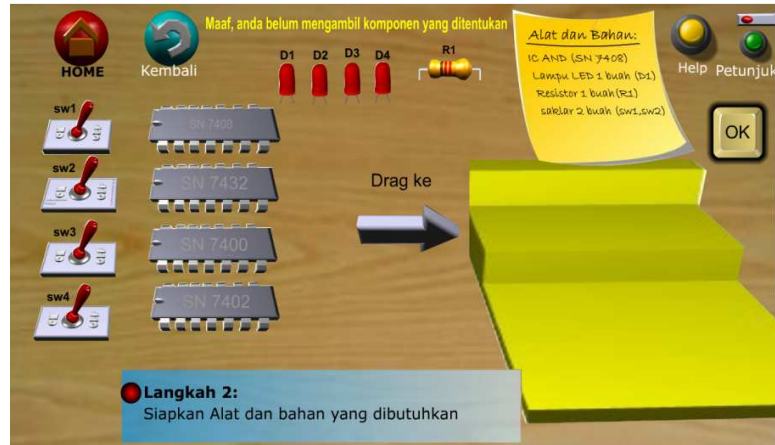 Maaf, anda belum mengambil komponen yang ditentukan
HOME
Kembali
D1 D2 D3 D4
R1
Alat dan Bahan:
IC AND (SN 7408)
Lampu LED 1 buah (D1)
Resistor 1 buah (R1)
saklar 2 buah (sw1,sw2)
Help
Petunjuk
OK
sw1
SN 7408
sw2
SN 7432
sw3
SN 7400
sw4
SN 7402
Drag ke
Langkah 2:
Siapkan Alat dan bahan yang dibutuhkan